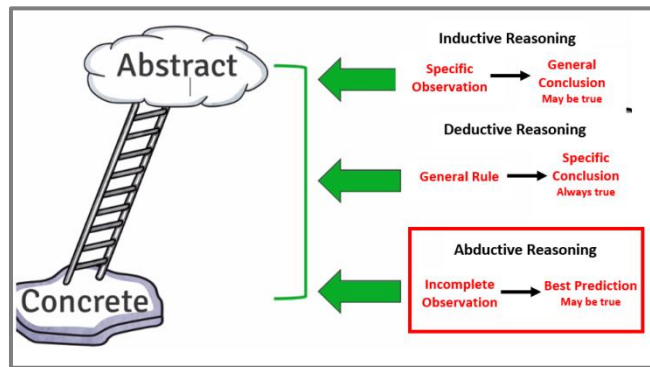 Abstract
Concrete
Inductive Reasoning
Specific
Observation
General
Conclusion
May be true
Deductive Reasoning
General Rule
Specific
Conclusion
Always true
Abductive Reasoning
Incomplete
Observation
Best Prediction
May be true